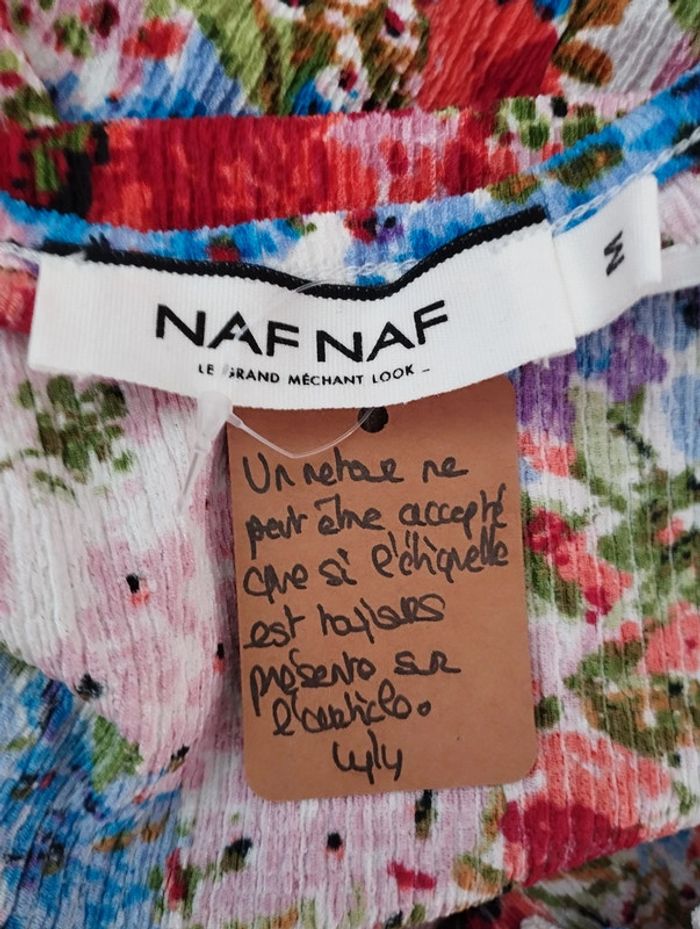 NAF NAF
LE GRAND MÉCHANT LOOK –
M
Un retour ne
peut être accepté
que si l'étiquette
est toujours
présente sur
l'article.
Lyly